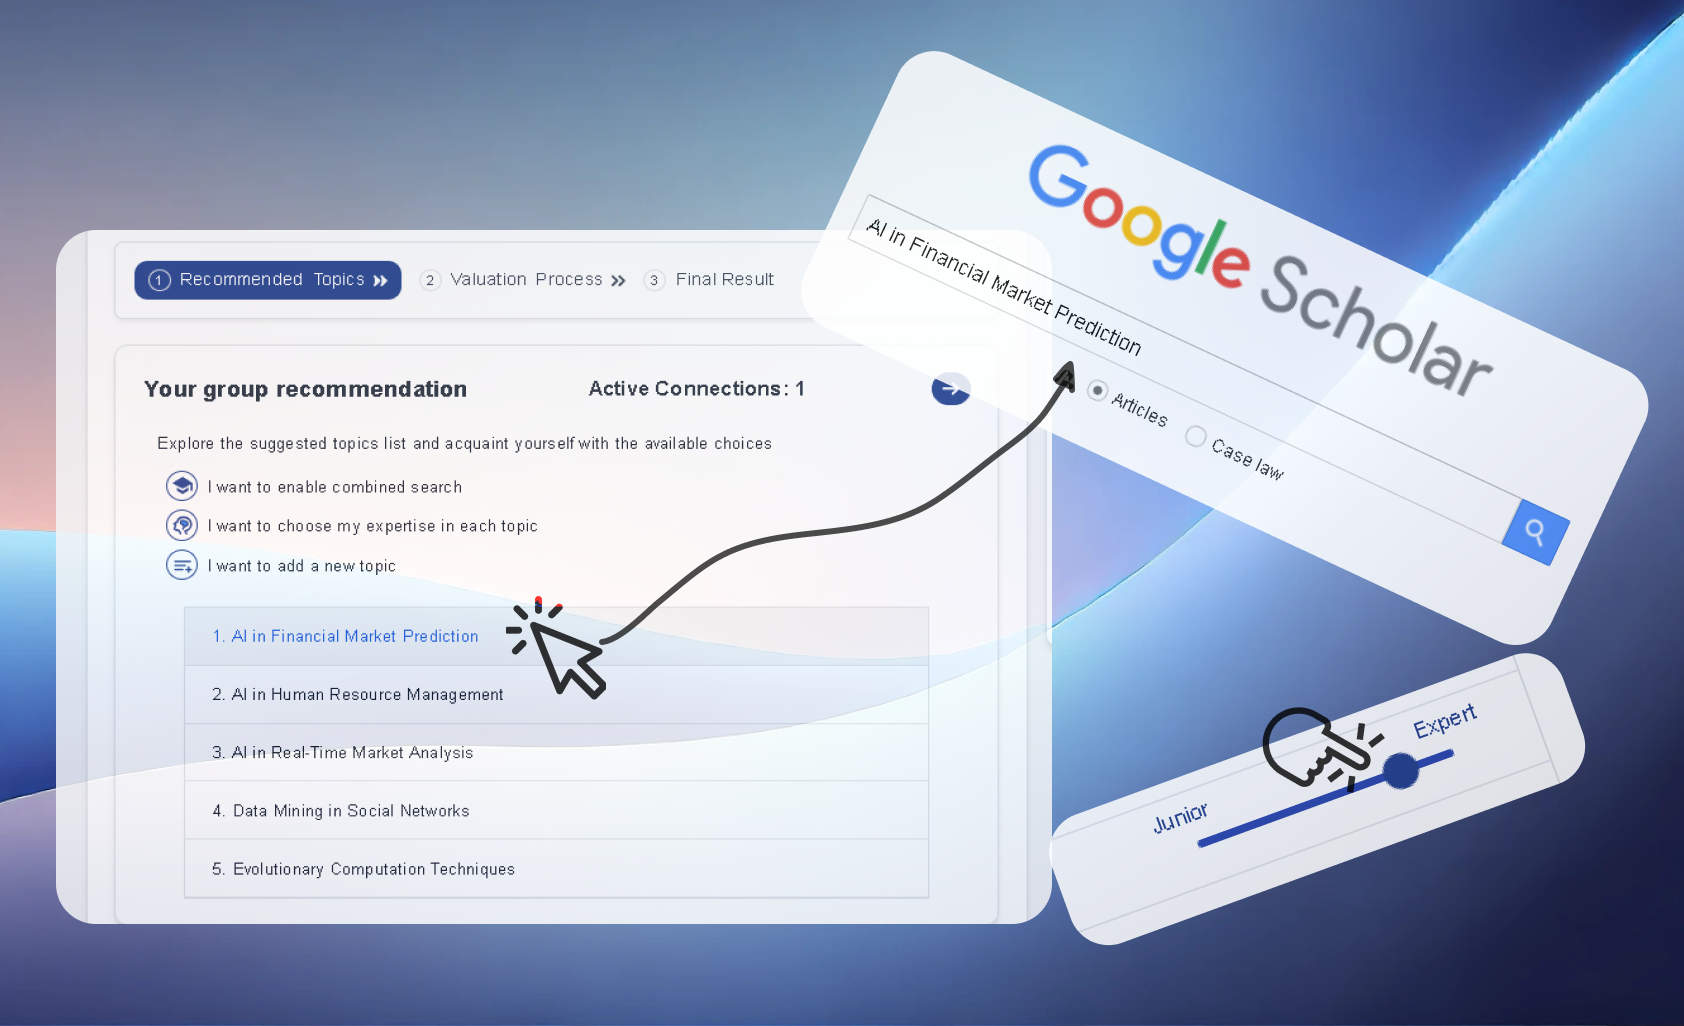 1 Recommended Topics » 2 Valuation Process » 3 Final Result
Your group recommendation
Active Connections: 1
Explore the suggested topics list and acquaint yourself with the available choices
I want to enable combined search
I want to choose my expertise in each topic
I want to add a new topic
1. AI in Financial Market Prediction
2. AI in Human Resource Management
3. AI in Real-Time Market Analysis
4. Data Mining in Social Networks
5. Evolutionary Computation Techniques
Google Scholar
AI in Financial Market Prediction
Articles Case law
Junior Expert